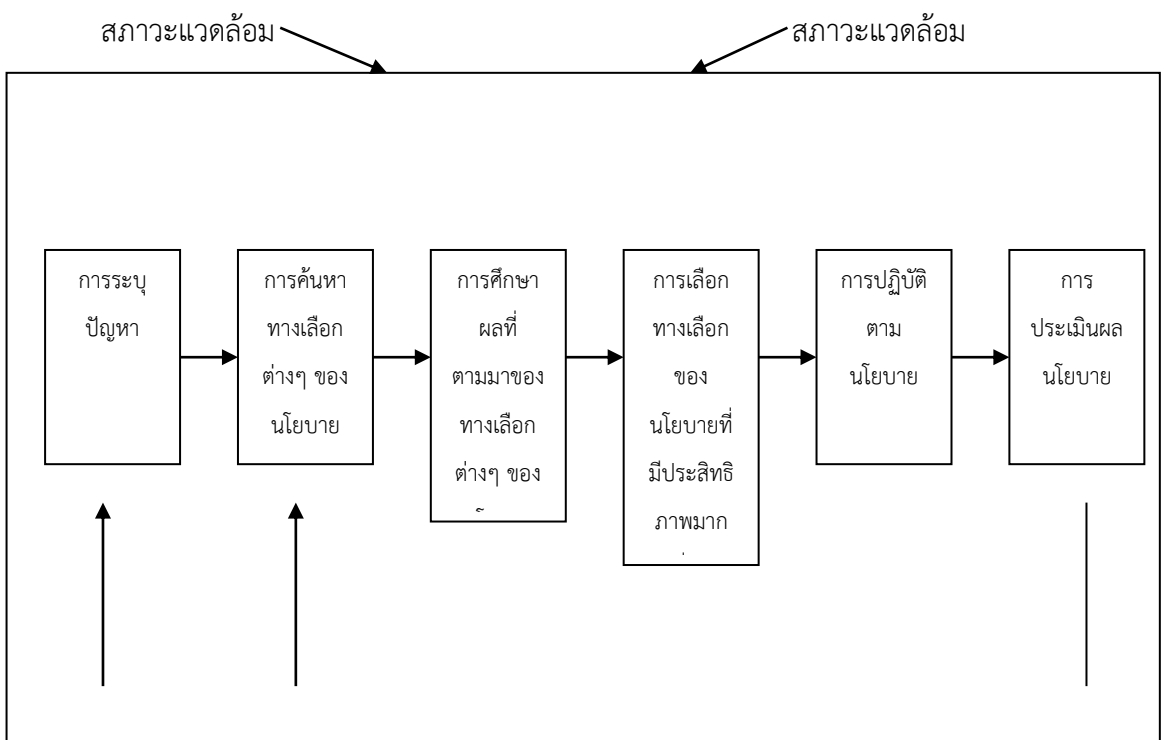 สภาวะแวดล้อม
สภาวะแวดล้อม
การระบุ
ปัญหา
การค้นหา
ทางเลือก
ต่างๆ ของ
นโยบาย
การศึกษา
ผลที่
ตามมาของ
ทางเลือก
ต่างๆ ของ
การเลือก
ทางเลือก
ของ
นโยบายที่
มีประสิทธิ
ภาพมาก
การปฏิบัติ
ตาม
นโยบาย
การ
ประเมินผล
นโยบาย